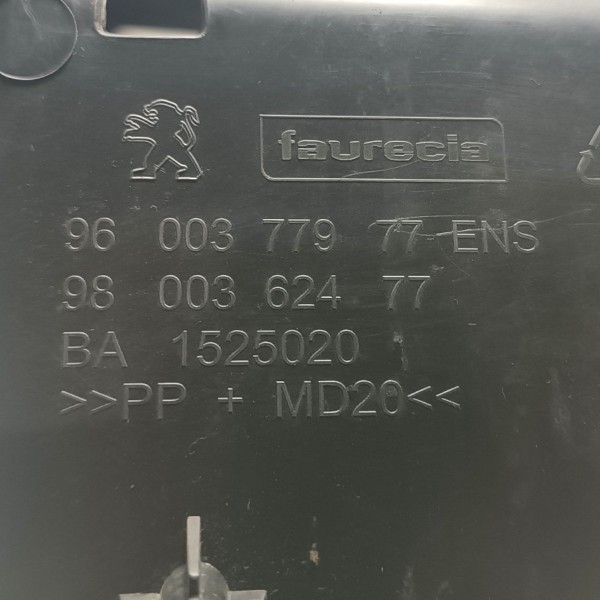 faurecia
96 003 779 77 ENS
98 003 624 77
BA 1525020
>>PP + MD20<<